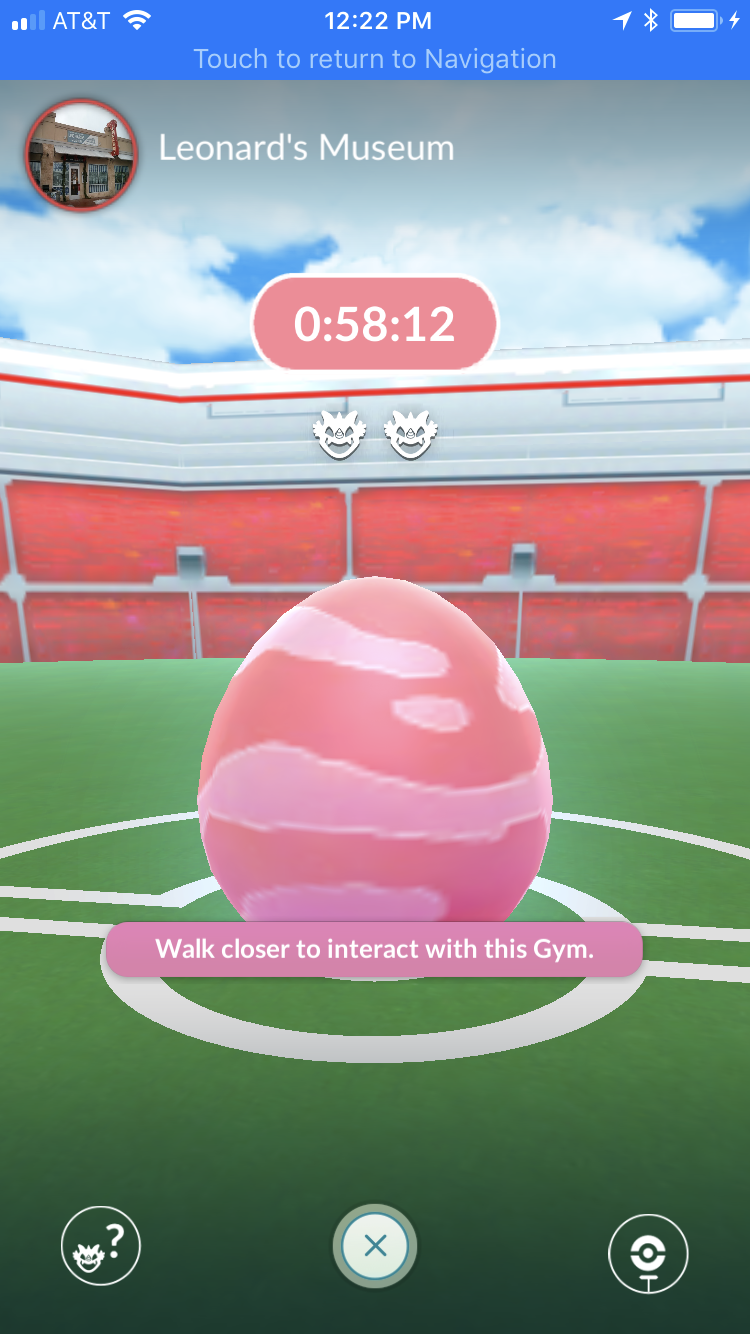 AT&T 12:22 PM
Touch to return to Navigation
Leonard's Museum
0:58:12
Walk closer to interact with this Gym.
?